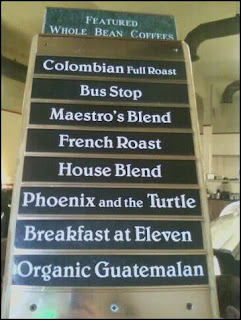 Featured
Whole Bean Coffees
Colombian Full Roast
Bus Stop
Maestro's Blend
French Roast
House Blend
Phoenix and the Turtle
Breakfast at Eleven
Organic Guatemalan